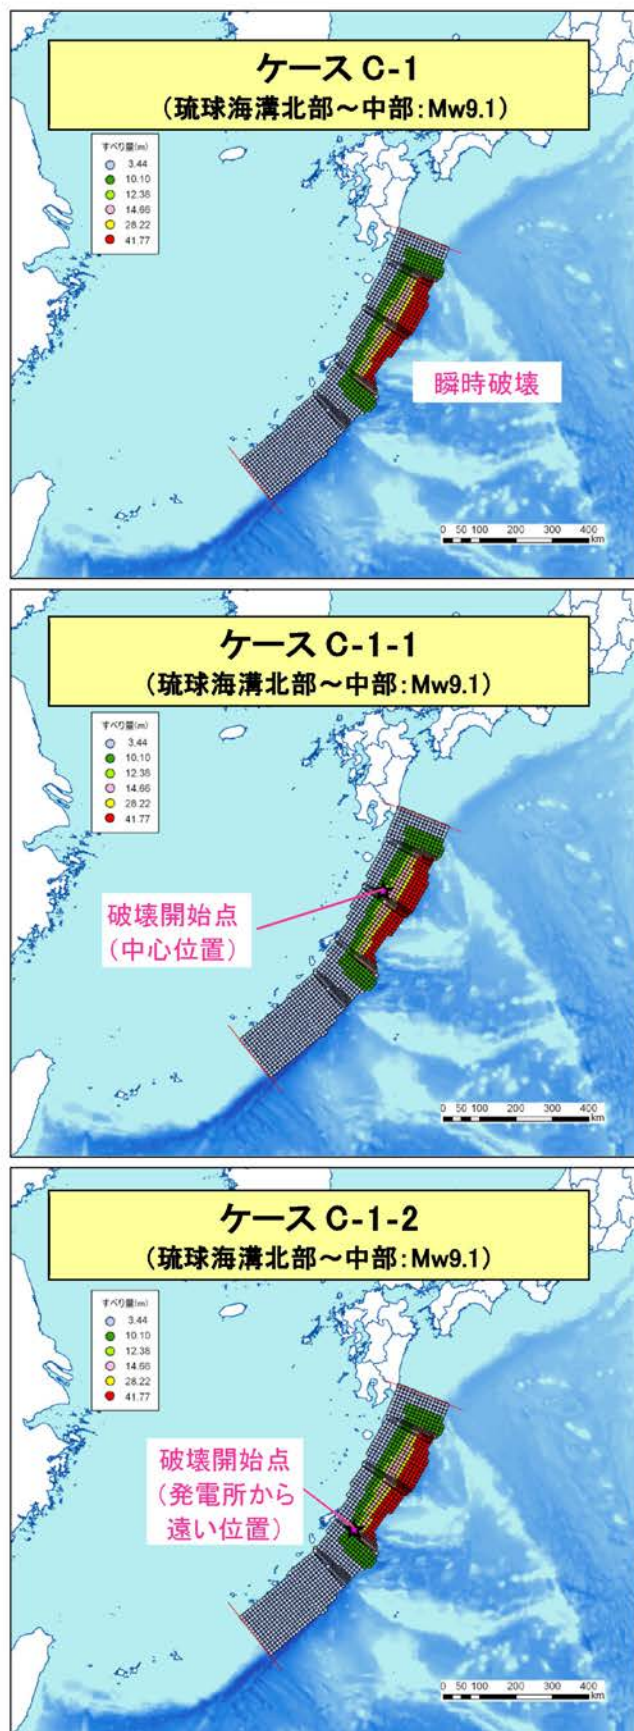 ケース C-1
(琉球海溝北部～中部:Mw9.1)
すべり量(m)
3.44
10.10
12.38
14.66
28.22
41.77
瞬時破壊
0 50 100 200 300 400
km
ケース C-1-1
(琉球海溝北部～中部:Mw9.1)
すべり量(m)
3.44
10.10
12.38
14.66
28.22
41.77
破壊開始点
(中心位置)
0 50 100 200 300 400
km
ケース C-1-2
(琉球海溝北部～中部:Mw9.1)
すべり量(m)
3.44
10.10
12.38
14.66
28.22
41.77
破壊開始点
(発電所から
遠い位置)
0 50 100 200 300 400
km